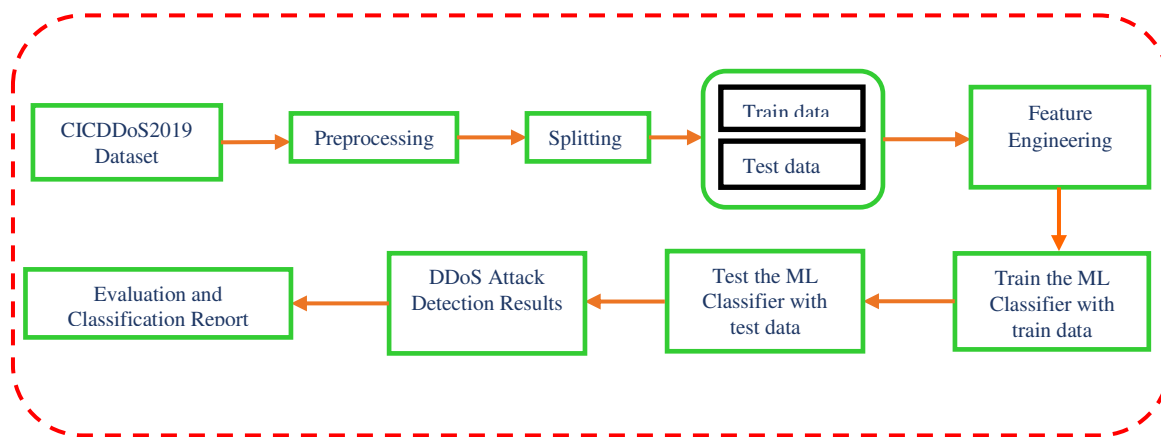 CICDDoS2019
Dataset
Preprocessing
Splitting
Train data
Test data
Feature
Engineering
Train the ML
Classifier with
train data
Test the ML
Classifier with
test data
DDoS Attack
Detection Results
Evaluation and
Classification Report